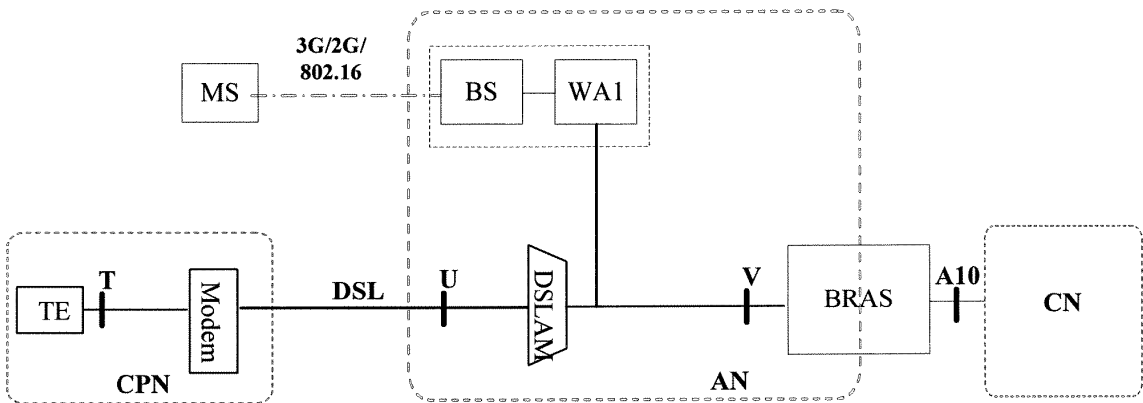 3G/2G/
802.16
MS
BS
WA1
T
U
V
A10
TE
Modem
DSL
DSLAM
BRAS
CN
CPN
AN